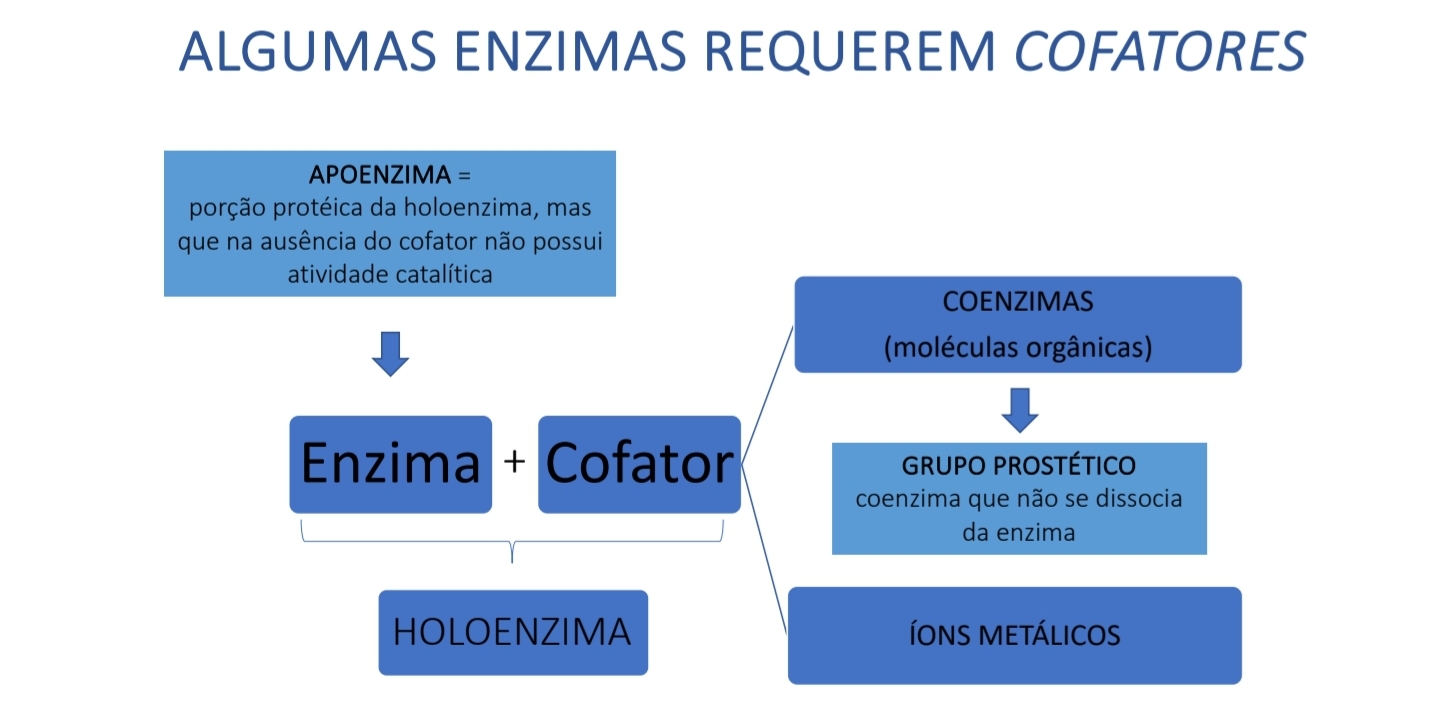 ALGUMAS ENZIMAS REQUEREM COFATORES
APOENZIMA =
porção protéica da holoenzima, mas
que na ausência do cofator não possui
atividade catalítica
Enzima + Cofator
HOLOENZIMA
COENZIMAS
(moléculas orgânicas)
GRUPO PROSTÉTICO
coenzima que não se dissocia
da enzima
ÍONS METÁLICOS